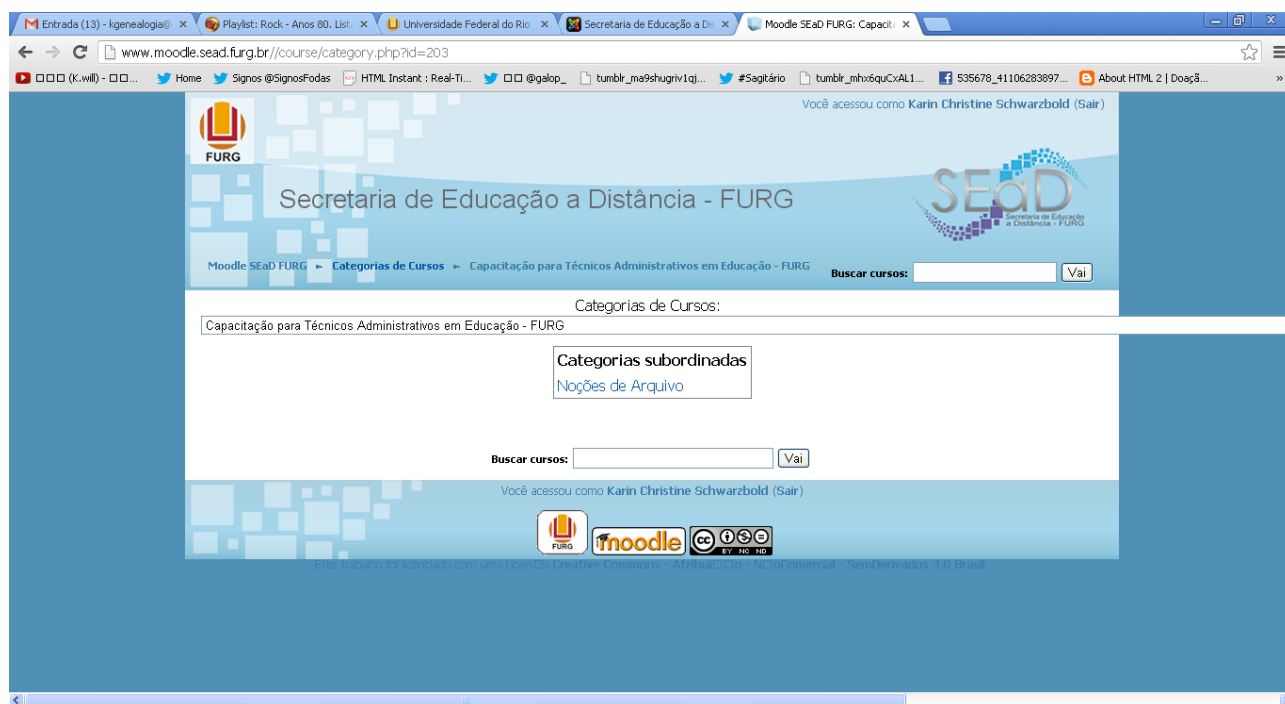 Entrada (13) - kgenealogia@
Playlist: Rock - Anos 80. List
Universidade Federal do Rio
Secretaria de Educação a Dis
Moodle SEaD FURG: Capacit
www.moodle.sead.furg.br//course/category.php?id=203
□□□ (K.will) - □□...
Home
Signos @SignosFodas
HTML Instant : Real-Ti...
□□ @galop_
tumblr_ma9shugriv1qj...
#Sagitário
tumblr_mhx6quCxAL1...
535678_41106283897...
About HTML 2 | Doaçã...
»
Você acessou como Karin Christine Schwarzbold (Sair)
FURG
Secretaria de Educação a Distância - FURG
SEaD
Secretaria de Educação
a Distância - FURG
Moodle SEaD FURG ► Categorias de Cursos ► Capacitação para Técnicos Administrativos em Educação - FURG
Buscar cursos: Vai
Categorias de Cursos:
Capacitação para Técnicos Administrativos em Educação - FURG
Categorias subordinadas
Noções de Arquivo
Buscar cursos: Vai
Você acessou como Karin Christine Schwarzbold (Sair)
FURG
moodle
cc BY NC ND
Este trabalho foi licenciado com uma Licen□a Creative Commons - Atribui□□o - N□oComercial - SemDerivados 3.0 Brasil